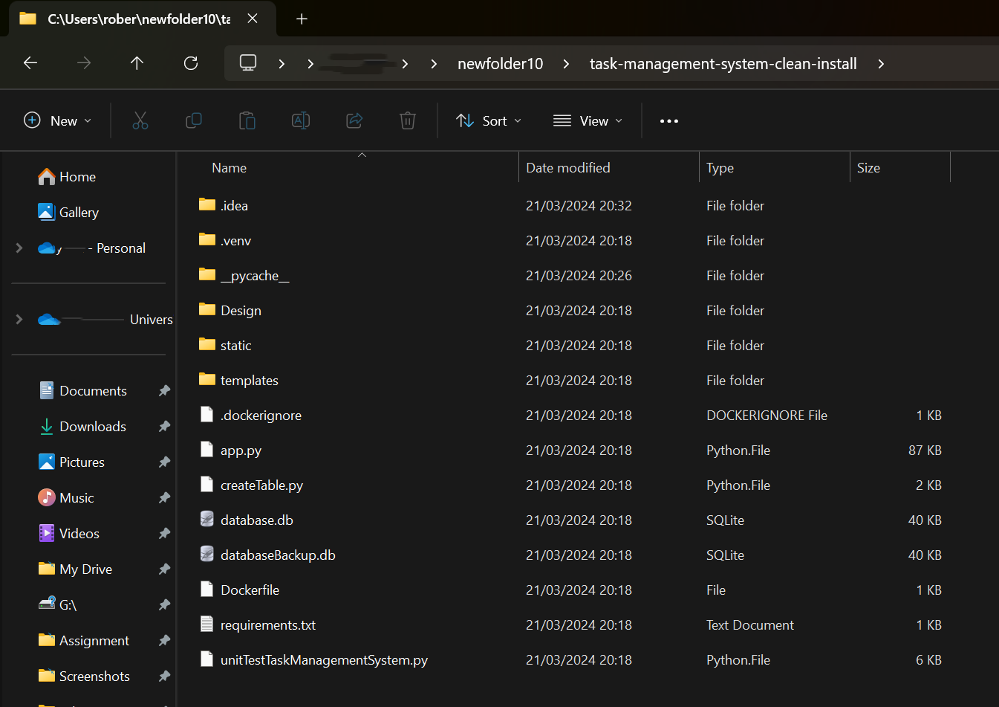 C:\Users\rober\newfolder10\ta
newfolder10 > task-management-system-clean-install >
New Sort View
Name Date modified Type Size
Home
Gallery
y - Personal
Univers
Documents
Downloads
Pictures
Music
Videos
My Drive
G:\
Assignment
Screenshots
.idea 21/03/2024 20:32 File folder
.venv 21/03/2024 20:18 File folder
__pycache__ 21/03/2024 20:26 File folder
Design 21/03/2024 20:18 File folder
static 21/03/2024 20:18 File folder
templates 21/03/2024 20:18 File folder
.dockerignore 21/03/2024 20:18 DOCKERIGNORE File 1 KB
app.py 21/03/2024 20:18 Python.File 87 KB
createTable.py 21/03/2024 20:18 Python.File 2 KB
database.db 21/03/2024 20:18 SQLite 40 KB
databaseBackup.db 21/03/2024 20:18 SQLite 40 KB
Dockerfile 21/03/2024 20:18 File 1 KB
requirements.txt 21/03/2024 20:18 Text Document 1 KB
unitTestTaskManagementSystem.py 21/03/2024 20:18 Python.File 6 KB